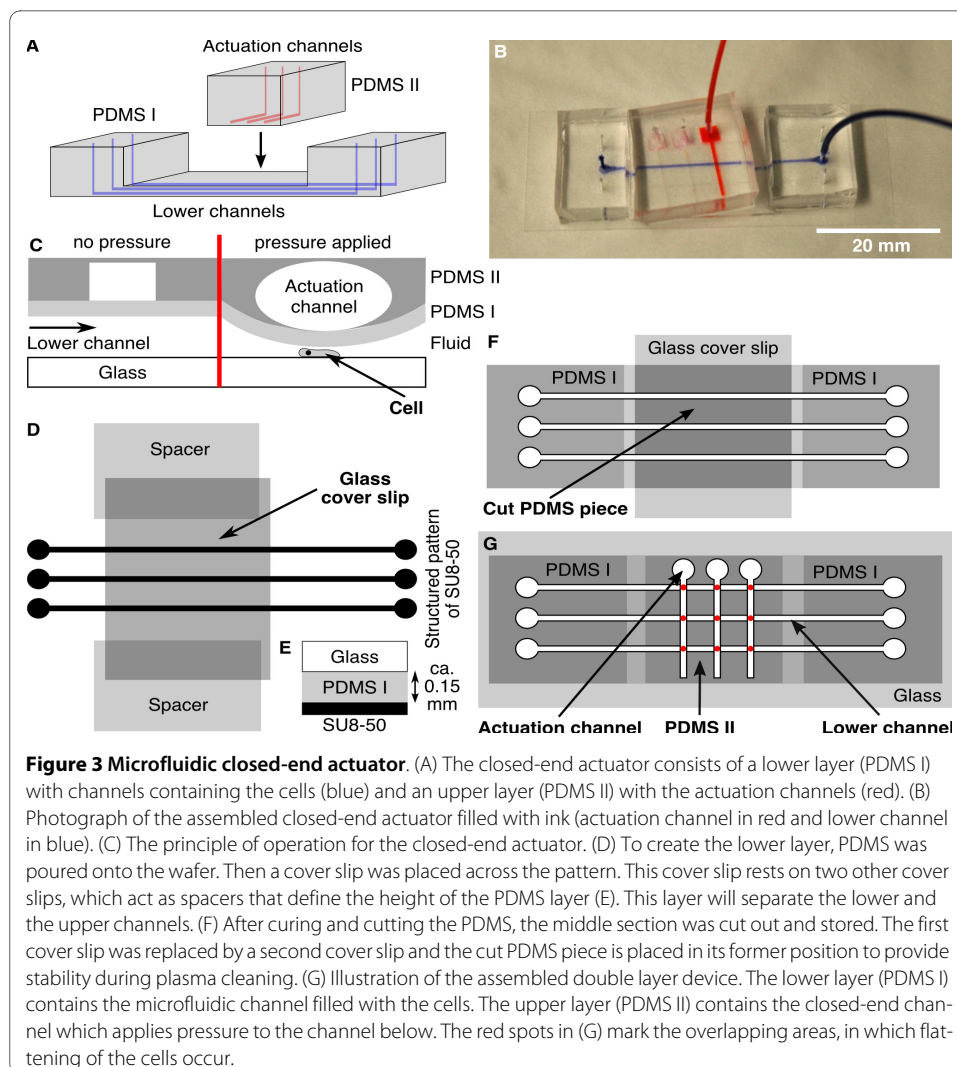 A
Actuation channels
PDMS II
PDMS I
Lower channels
B
20 mm
C
no pressure
pressure applied
Actuation
channel
PDMS II
PDMS I
Lower channel
Fluid
Glass
Cell
D
Spacer
Glass
cover slip
Structured pattern
of SU8-50
Spacer
E
Glass
PDMS I
SU8-50
ca.
0.15
mm
F
Glass cover slip
PDMS I
PDMS I
Cut PDMS piece
G
PDMS I
PDMS I
Glass
Actuation channel
PDMS II
Lower channel
Figure 3 Microfluidic closed-end actuator. (A) The closed-end actuator consists of a lower layer (PDMS I)
with channels containing the cells (blue) and an upper layer (PDMS II) with the actuation channels (red). (B)
Photograph of the assembled closed-end actuator filled with ink (actuation channel in red and lower channel
in blue). (C) The principle of operation for the closed-end actuator. (D) To create the lower layer, PDMS was
poured onto the wafer. Then a cover slip was placed across the pattern. This cover slip rests on two other cover
slips, which act as spacers that define the height of the PDMS layer (E). This layer will separate the lower and
the upper channels. (F) After curing and cutting the PDMS, the middle section was cut out and stored. The first
cover slip was replaced by a second cover slip and the cut PDMS piece is placed in its former position to provide
stability during plasma cleaning. (G) Illustration of the assembled double layer device. The lower layer (PDMS I)
contains the microfluidic channel filled with the cells. The upper layer (PDMS II) contains the closed-end chan-
nel which applies pressure to the channel below. The red spots in (G) mark the overlapping areas, in which flat-
tening of the cells occur.